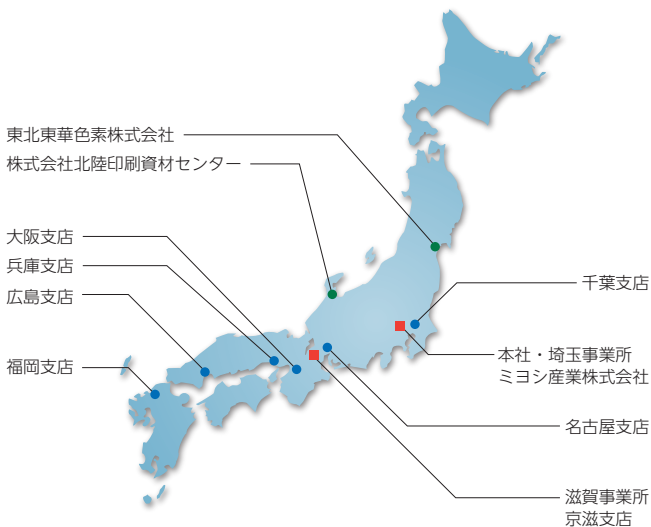 東北東華色素株式会社
株式会社北陸印刷資材センター
大阪支店
兵庫支店
広島支店
福岡支店
千葉支店
本社・埼玉事業所
ミヨシ産業株式会社
名古屋支店
滋賀事業所
京滋支店